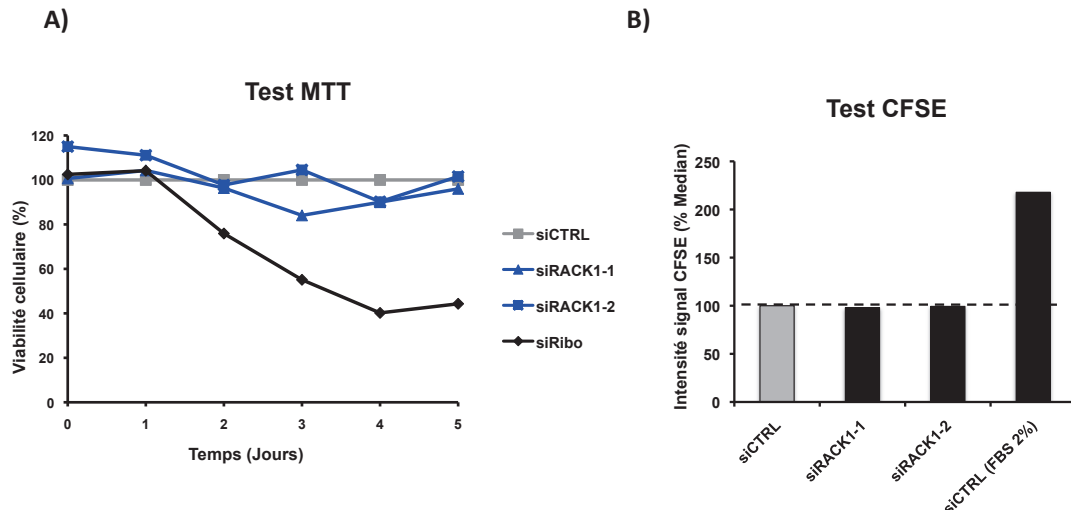 A)
B)
Test MTT
Viabilité cellulaire (%)
120
100
80
60
40
20
0
0
1
2
3
4
5
Temps (Jours)
siCTRL
siRACK1-1
siRACK1-2
siRibo
Test CFSE
Intensité signal CFSE (% Median)
250
200
150
100
50
0
siCTRL
siRACK1-1
siRACK1-2
siCTRL (FBS 2%)